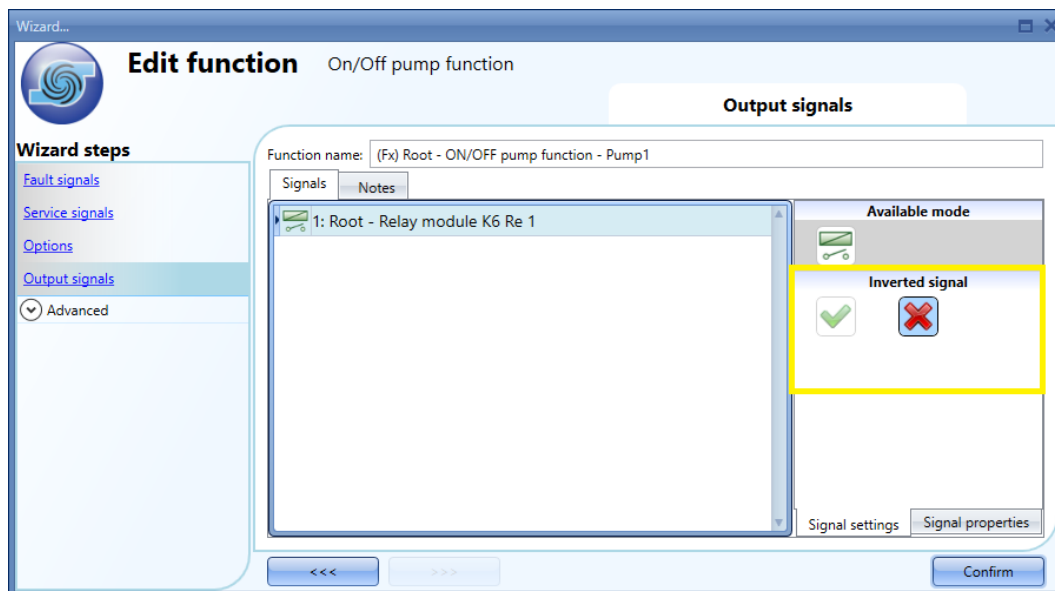 Wizard...
Edit function On/Off pump function
Output signals
Wizard steps
Fault signals
Service signals
Options
Output signals
Advanced
Function name: (Fx) Root - ON/OFF pump function - Pump1
Signals Notes
1: Root - Relay module K6 Re 1
Available mode
Inverted signal
Signal settings Signal properties
<<< >>> Confirm